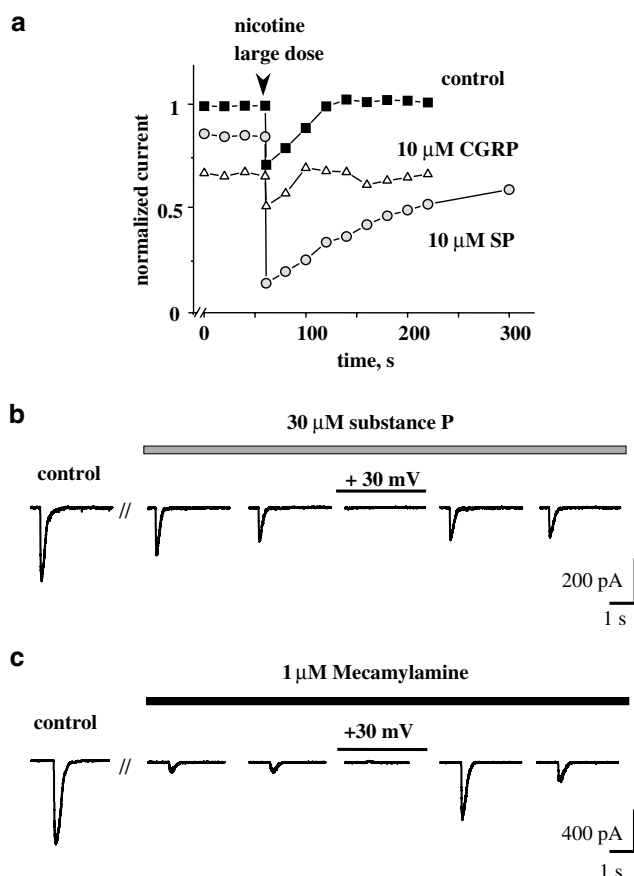 a
nicotine
large dose
control
1
10 μM CGRP
0.5
10 μM SP
0
normalized current
0 100 200 300
time, s
b
30 μM substance P
control
+ 30 mV
//
200 pA
1 s
c
1 μM Mecamylamine
control
+30 mV
//
400 pA
1 s